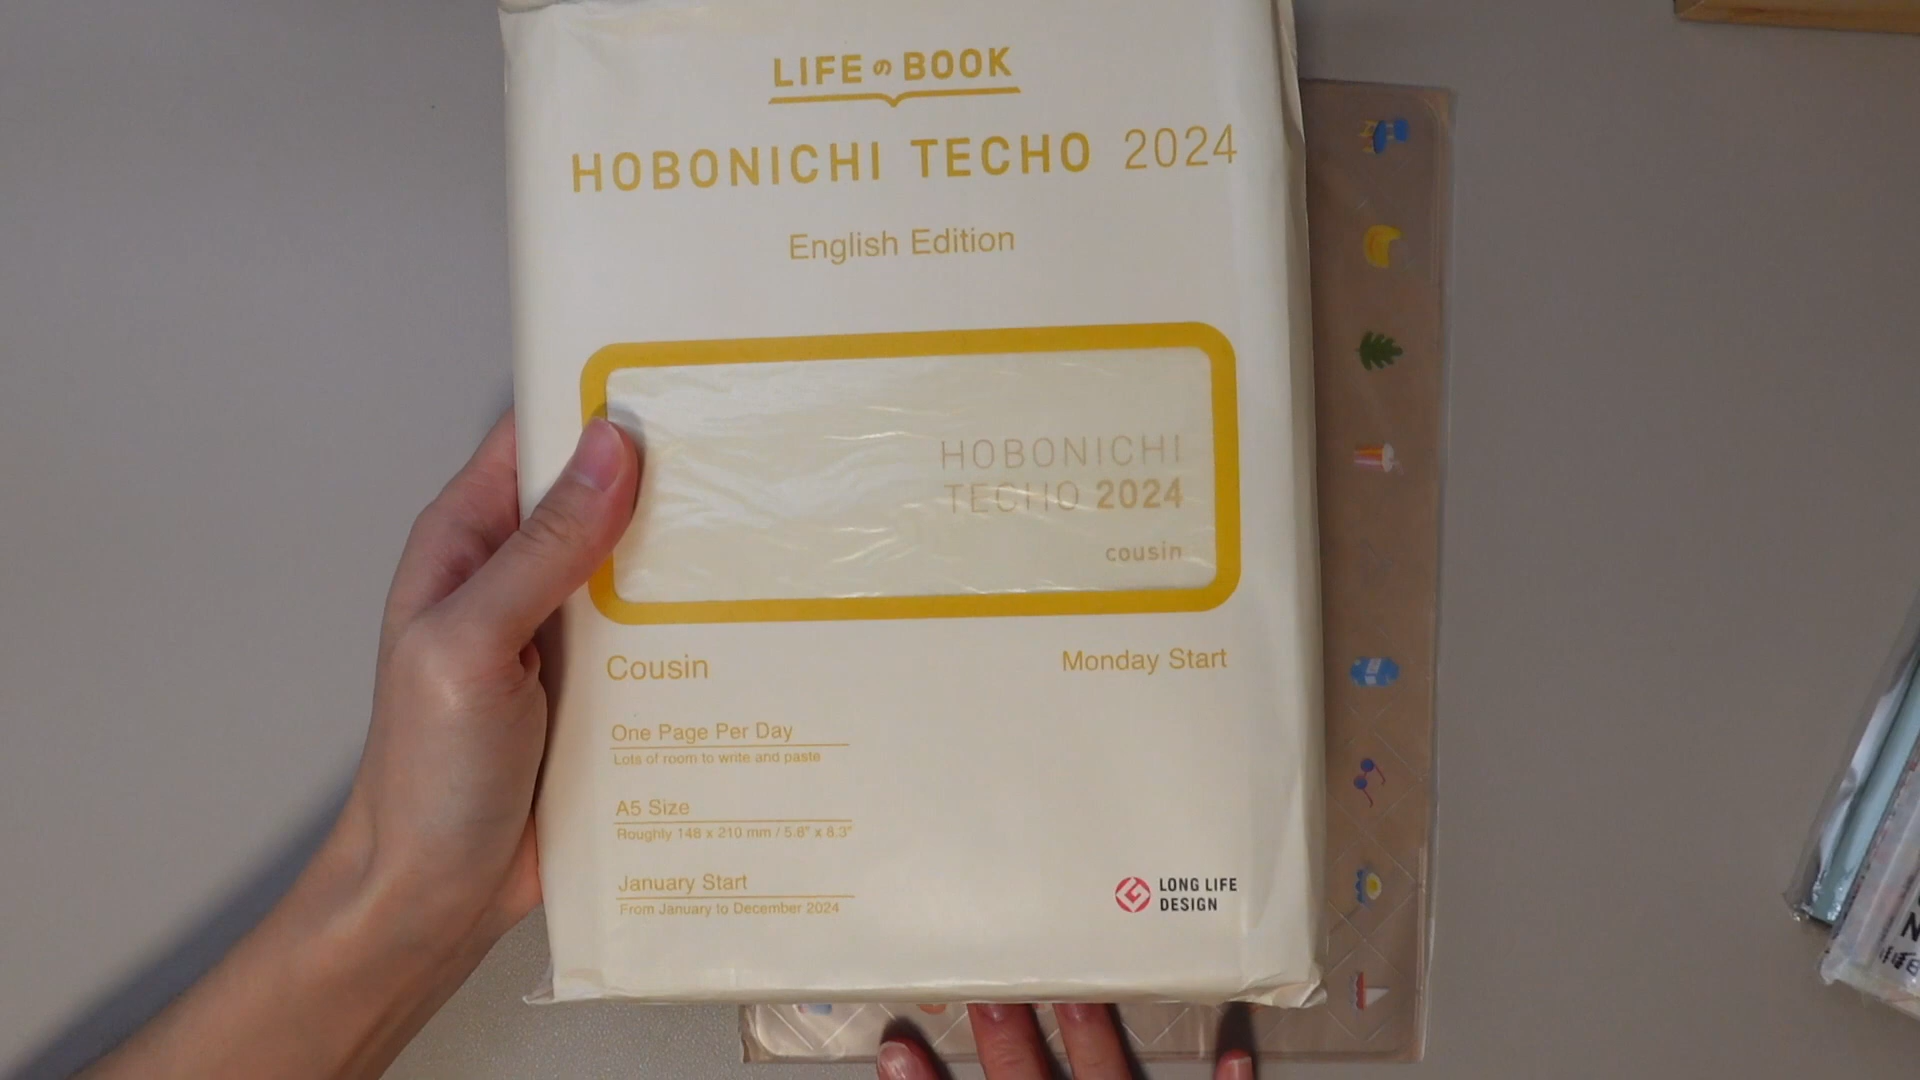 LIFEのBOOK
HOBONICHI TECHO 2024
English Edition
HOBONICHI
TECHO 2024
cousin
Cousin
Monday Start
One Page Per Day
Lots of room to write and paste
A5 Size
Roughly 148 x 210 mm / 5.8" x 8.3"
January Start
From January to December 2024
LONG LIFE
DESIGN